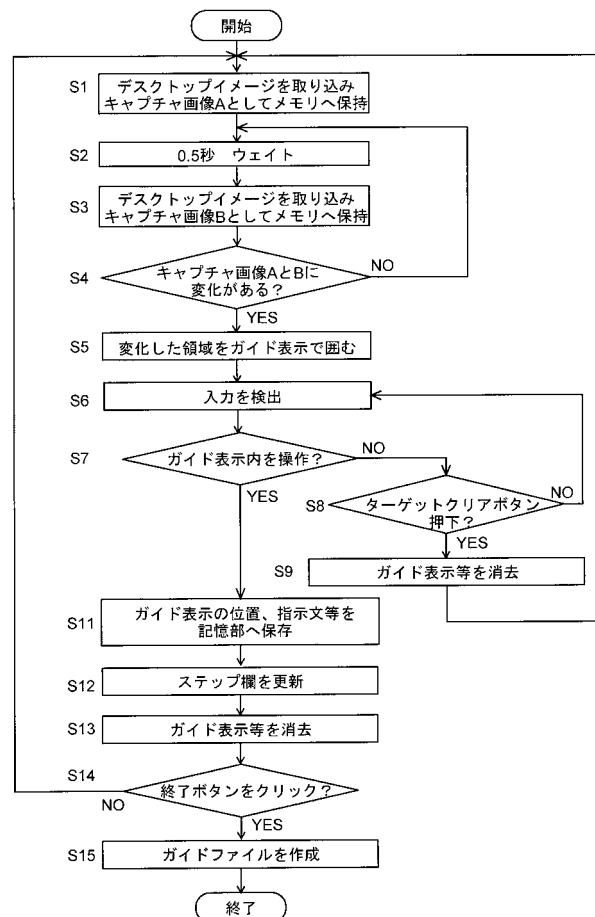 開始
S1
デスクトップイメージを取り込み
キャプチャ画像Aとしてメモリへ保持
S2
0.5秒　ウェイト
S3
デスクトップイメージを取り込み
キャプチャ画像Bとしてメモリへ保持
S4
キャプチャ画像AとBに
変化がある?
NO
YES
S5
変化した領域をガイド表示で囲む
S6
入力を検出
S7
ガイド表示内を操作?
NO
YES
S8
ターゲットクリアボタン
押下?
NO
YES
S9
ガイド表示等を消去
S11
ガイド表示の位置、指示文等を
記憶部へ保存
S12
ステップ欄を更新
S13
ガイド表示等を消去
S14
終了ボタンをクリック?
NO
YES
S15
ガイドファイルを作成
終了